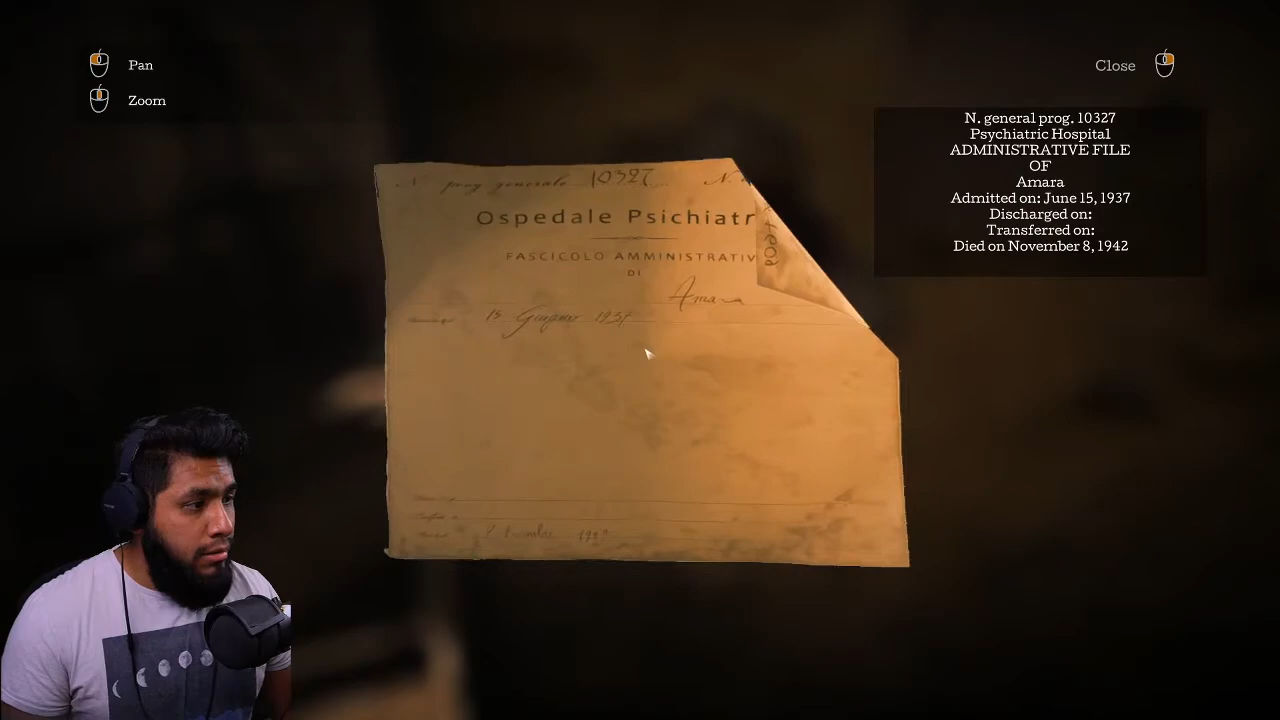 Pan
Zoom
Close
N. general prog. 10327
Psychiatric Hospital
ADMINISTRATIVE FILE
OF
Amara
Admitted on: June 15, 1937
Discharged on:
Transferred on:
Died on November 8, 1942
N. prog generale 10327 N.
Ospedale Psichiatr
FASCICOLO AMMINISTRATIV
DI
Amara
15 Giugno 1937